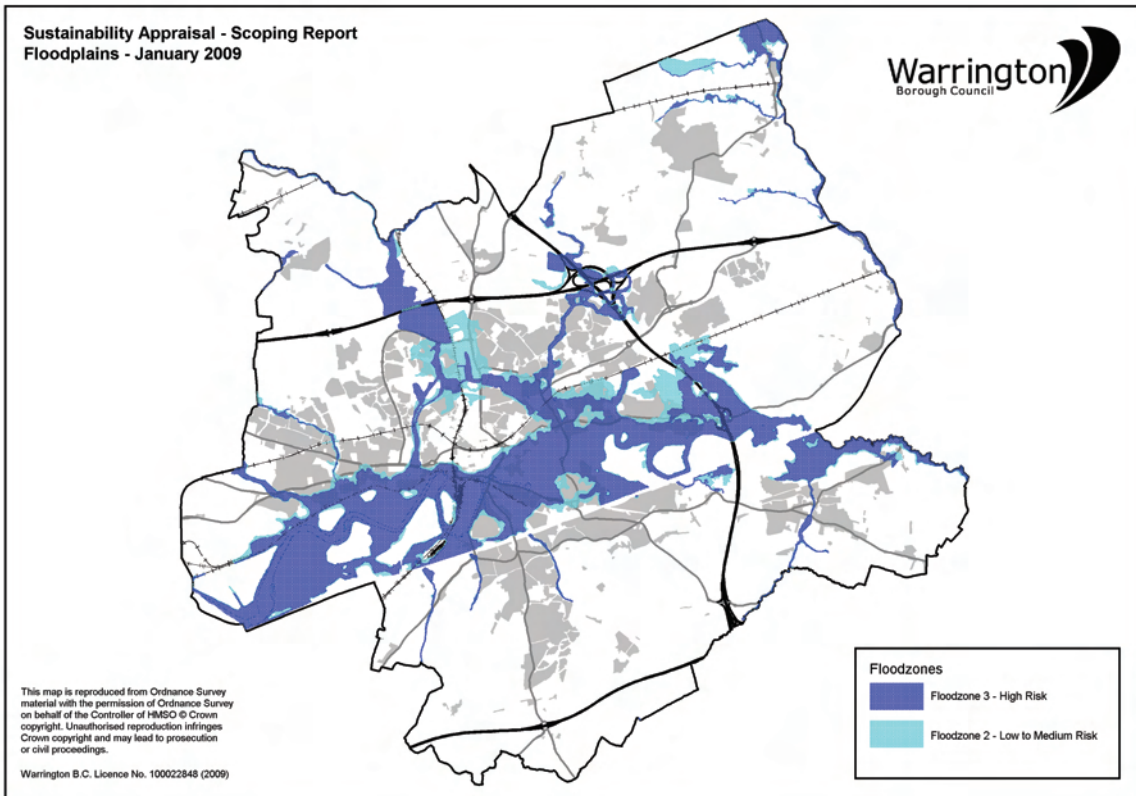 Sustainability Appraisal - Scoping Report
Floodplains - January 2009
Warrington
Borough Council
This map is reproduced from Ordnance Survey
material with the permission of Ordnance Survey
on behalf of the Controller of HMSO © Crown
copyright. Unauthorised reproduction infringes
Crown copyright and may lead to prosecution
or civil proceedings.
Warrington B.C. Licence No. 100022848 (2009)
Floodzones
Floodzone 3 - High Risk
Floodzone 2 - Low to Medium Risk